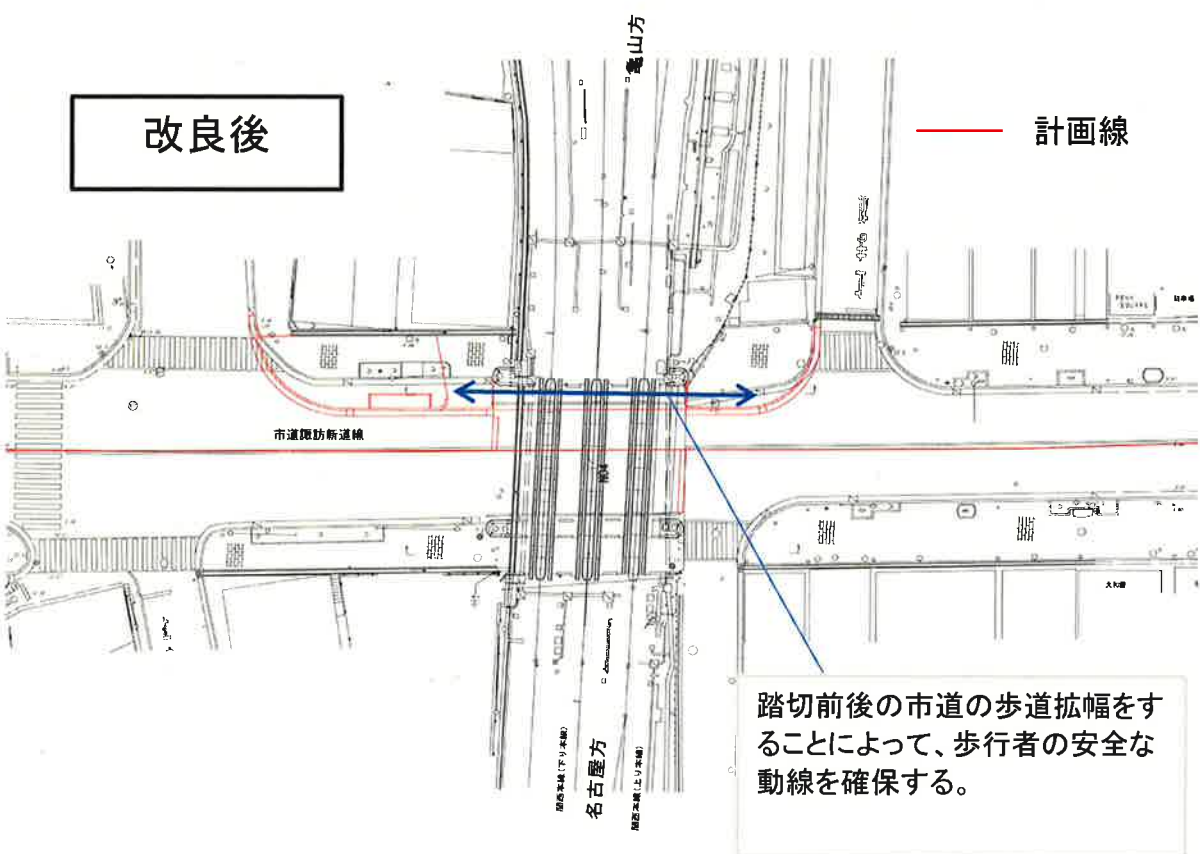 改良後
亀山方
計画線
市道諏訪新道線
NO4
関西本線(下り本線)
名古屋方
関西本線(上り本線)
踏切前後の市道の歩道拡幅をす
ることによって、歩行者の安全な
動線を確保する。